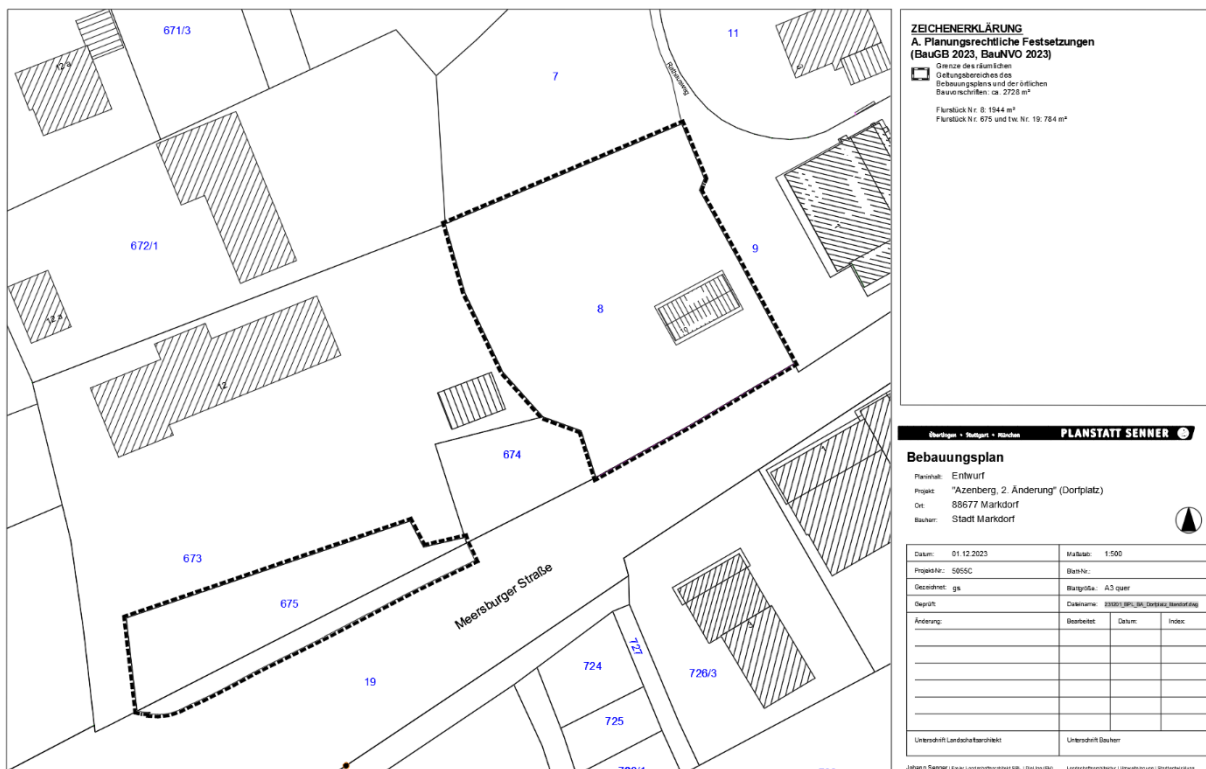 671/3
12 a
7
Rathausweg
11
9
672/1
12 a
9
8
12
674
673
675
Meersburger Straße
19
727
724
725
726/3
ZEICHENERKLÄRUNG
A. Planungsrechtliche Festsetzungen
(BauGB 2023, BauNVO 2023)
Grenze des räumlichen
Geltungsbereiches des
Bebauungsplans und der örtlichen
Bauvorschriften: ca. 2728 m²
Flurstück Nr. 8: 1944 m²
Flurstück Nr. 675 und tw. Nr. 19: 784 m²
Überlingen • Stuttgart • München PLANSTATT SENNER
Bebauungsplan
Planinhalt: Entwurf
Projekt: "Azenberg, 2. Änderung" (Dorfplatz)
Ort: 88677 Markdorf
Bauherr: Stadt Markdorf
Datum: 01.12.2023 Maßstab: 1:500
Projekt-Nr.: 5055C Blatt-Nr.:
Gezeichnet: gs Blattgröße: A3 quer
Geprüft: Dateiname:
Änderung: Bearbeitet: Datum: Index:
Unterschrift Landschaftsarchitekt Unterschrift Bauherr